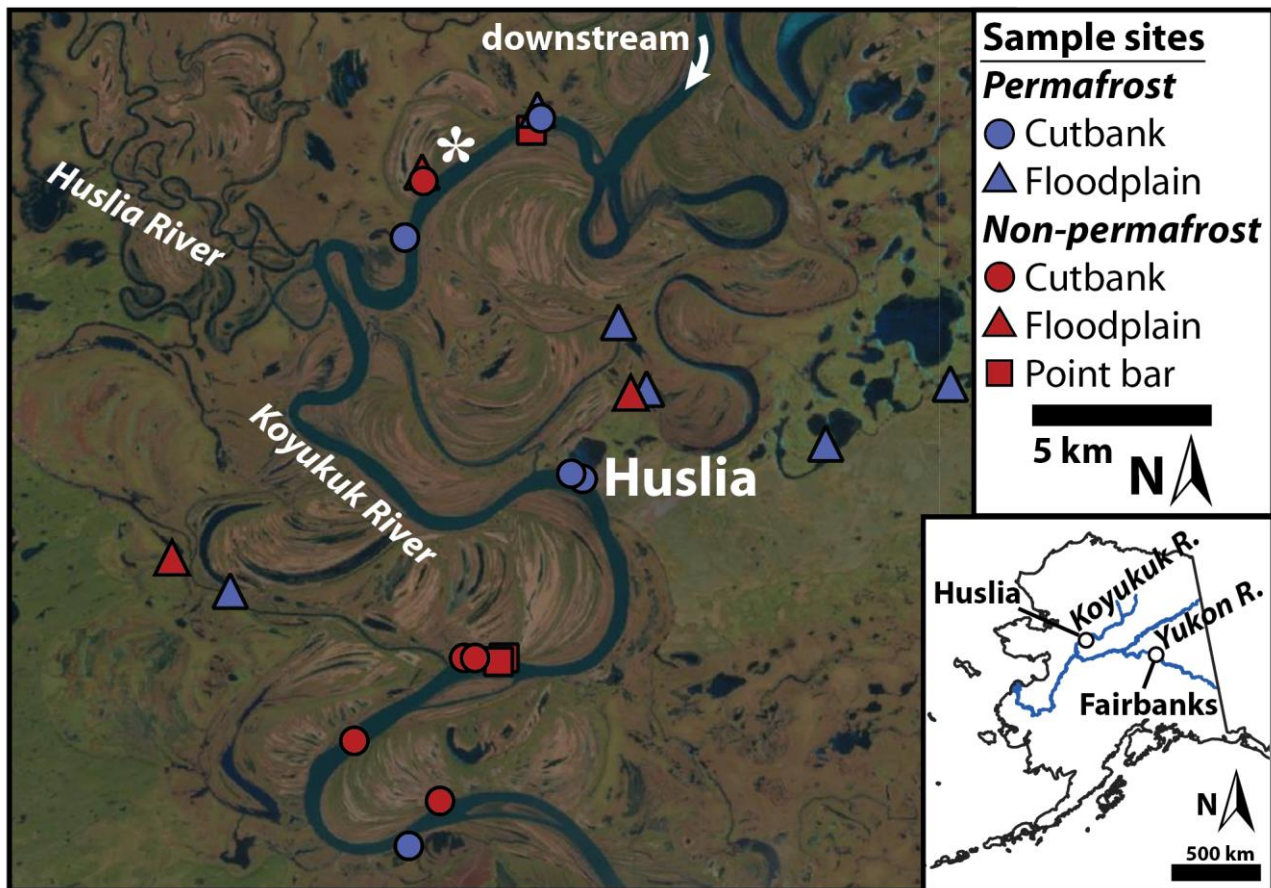 downstream
*
Huslia River
Koyukuk River
Huslia
Sample sites
Permafrost
Cutbank
Floodplain
Non-permafrost
Cutbank
Floodplain
Point bar
5 km
N
Huslia
Koyukuk R.
Yukon R.
Fairbanks
N
500 km